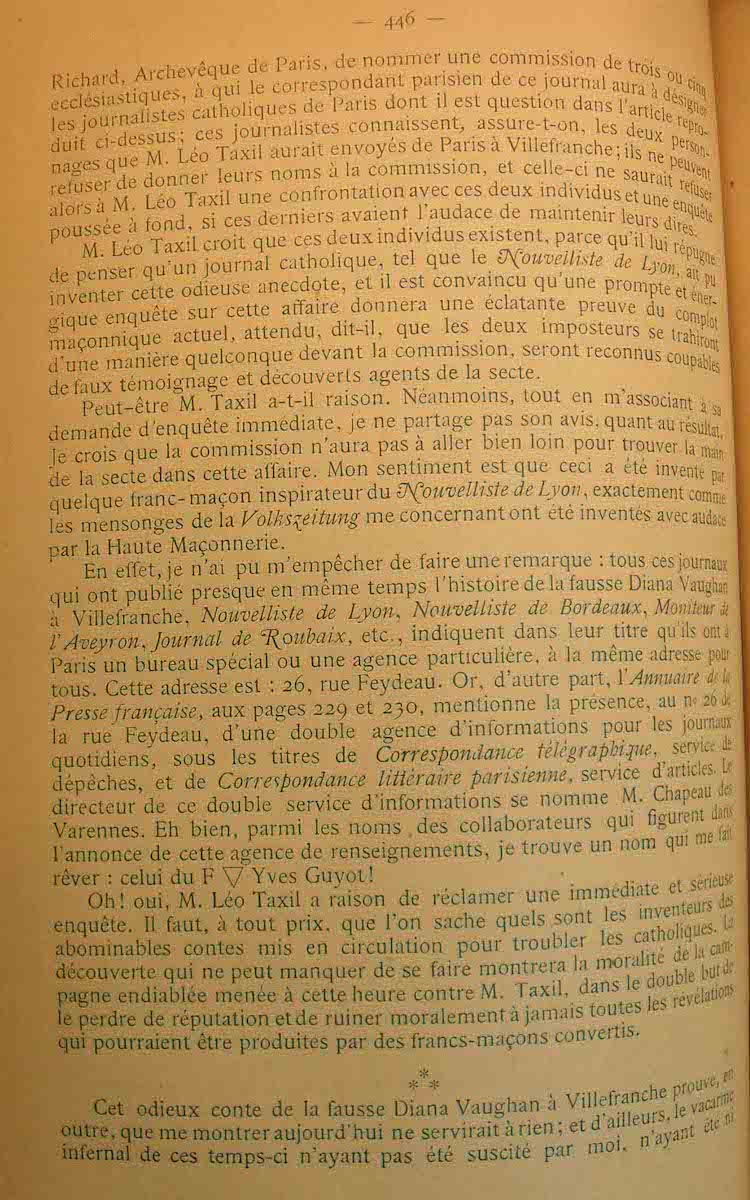 — 446 —
Richard, Archevêque de Paris, de nommer une commission de trois ou cinq
ecclésiastiques, à qui le correspondant parisien de ce journal aura à désigner
les journalistes catholiques de Paris dont il est question dans l'article repro-
duit ci-dessus; ces journalistes connaissent, assure-t-on, les deux person-
nages que M. Léo Taxil aurait envoyés de Paris à Villefranche; ils ne peuvent
refuser de donner leurs noms à la commission, et celle-ci ne saurait refuser
alors à M. Léo Taxil une confrontation avec ces deux individus et une enquête
poussée à fond, si ces derniers avaient l'audace de maintenir leurs dires.
M. Léo Taxil croit que ces deux individus existent, parce qu'il lui répugne
de penser qu'un journal catholique, tel que le Nouvelliste de Lyon, ait pu
inventer cette odieuse anecdote, et il est convaincu qu'une prompte et éner-
gique enquête sur cette affaire donnera une éclatante preuve du complot
maçonnique actuel, attendu, dit-il, que les deux imposteurs se trahiront
d'une manière quelconque devant la commission, seront reconnus coupables
de faux témoignage et découverts agents de la secte.
Peut-être M. Taxil a-t-il raison. Néanmoins, tout en m'associant à sa
demande d'enquête immédiate, je ne partage pas son avis, quant au résultat.
Je crois que la commission n'aura pas à aller bien loin pour trouver la main
de la secte dans cette affaire. Mon sentiment est que ceci a été inventé par
quelque franc-maçon inspirateur du Nouvelliste de Lyon, exactement comme
les mensonges de la Volkszeitung me concernant ont été inventés avec audace
par la Haute Maçonnerie.
En effet, je n'ai pu m'empêcher de faire une remarque : tous ces journaux
qui ont publié presque en même temps l'histoire de la fausse Diana Vaughan
à Villefranche, Nouvelliste de Lyon, Nouvelliste de Bordeaux, Moniteur de
l'Aveyron, Journal de Roubaix, etc., indiquent dans leur titre qu'ils ont à
Paris un bureau spécial ou une agence particulière, à la même adresse pour
tous. Cette adresse est : 26, rue Feydeau. Or, d'autre part, l'Annuaire de la
Presse française, aux pages 229 et 230, mentionne la présence, au n° 26 de
la rue Feydeau, d'une double agence d'informations pour les journaux
quotidiens, sous les titres de Correspondance télégraphique, service de
dépêches, et de Correspondance littéraire parisienne, service d'articles. Le
directeur de ce double service d'informations se nomme M. Chapeau des
Varennes. Eh bien, parmi les noms des collaborateurs qui figurent dans
l'annonce de cette agence de renseignements, je trouve un nom qui me fait
rêver : celui du F ▽ Yves Guyot!
Oh! oui, M. Léo Taxil a raison de réclamer une immédiate et sérieuse
enquête. Il faut, à tout prix, que l'on sache quels sont les inventeurs des
abominables contes mis en circulation pour troubler les catholiques. La
découverte qui ne peut manquer de se faire montrera la moralité de la cam-
pagne endiablée menée à cette heure contre M. Taxil, dans le double but de
le perdre de réputation et de ruiner moralement à jamais toutes les révélations
qui pourraient être produites par des francs-maçons convertis.
***
Cet odieux conte de la fausse Diana Vaughan à Villefranche prouve, en
outre, que me montrer aujourd'hui ne servirait à rien; et d'ailleurs, le vacarme
infernal de ces temps-ci n'ayant pas été suscité par moi, n'ayant été ni